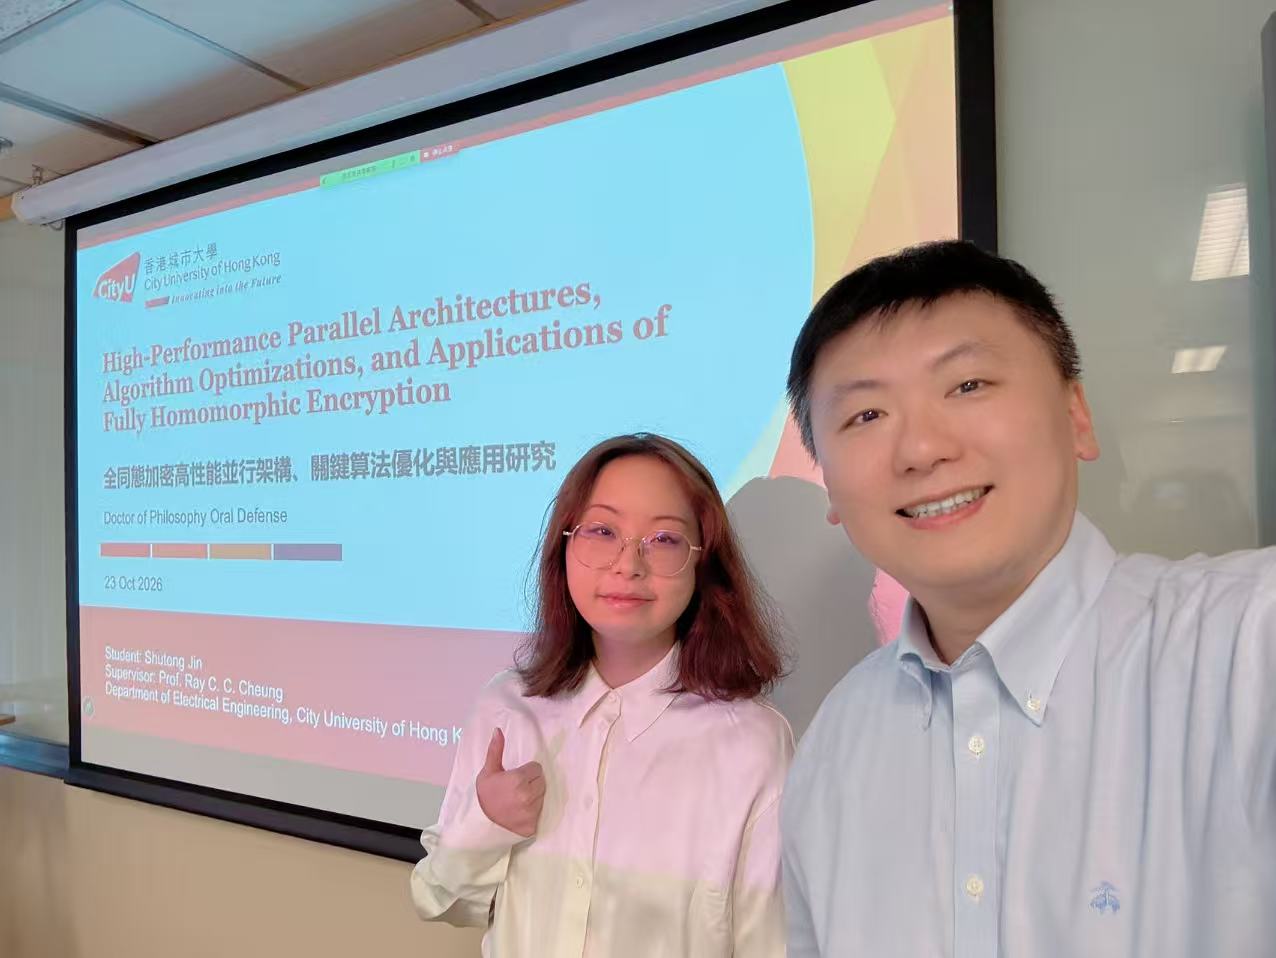 香港城市大學
CityU
City University of Hong Kong
Innovating into the Future
High-Performance Parallel Architectures,
Algorithm Optimizations, and Applications of
Fully Homomorphic Encryption
全同態加密高性能並行架構、關鍵算法優化與應用研究
Doctor of Philosophy Oral Defense
23 Oct 2026
Student: Shutong Jin
Supervisor: Prof. Ray C. C. Cheung
Department of Electrical Engineering, City University of Hong